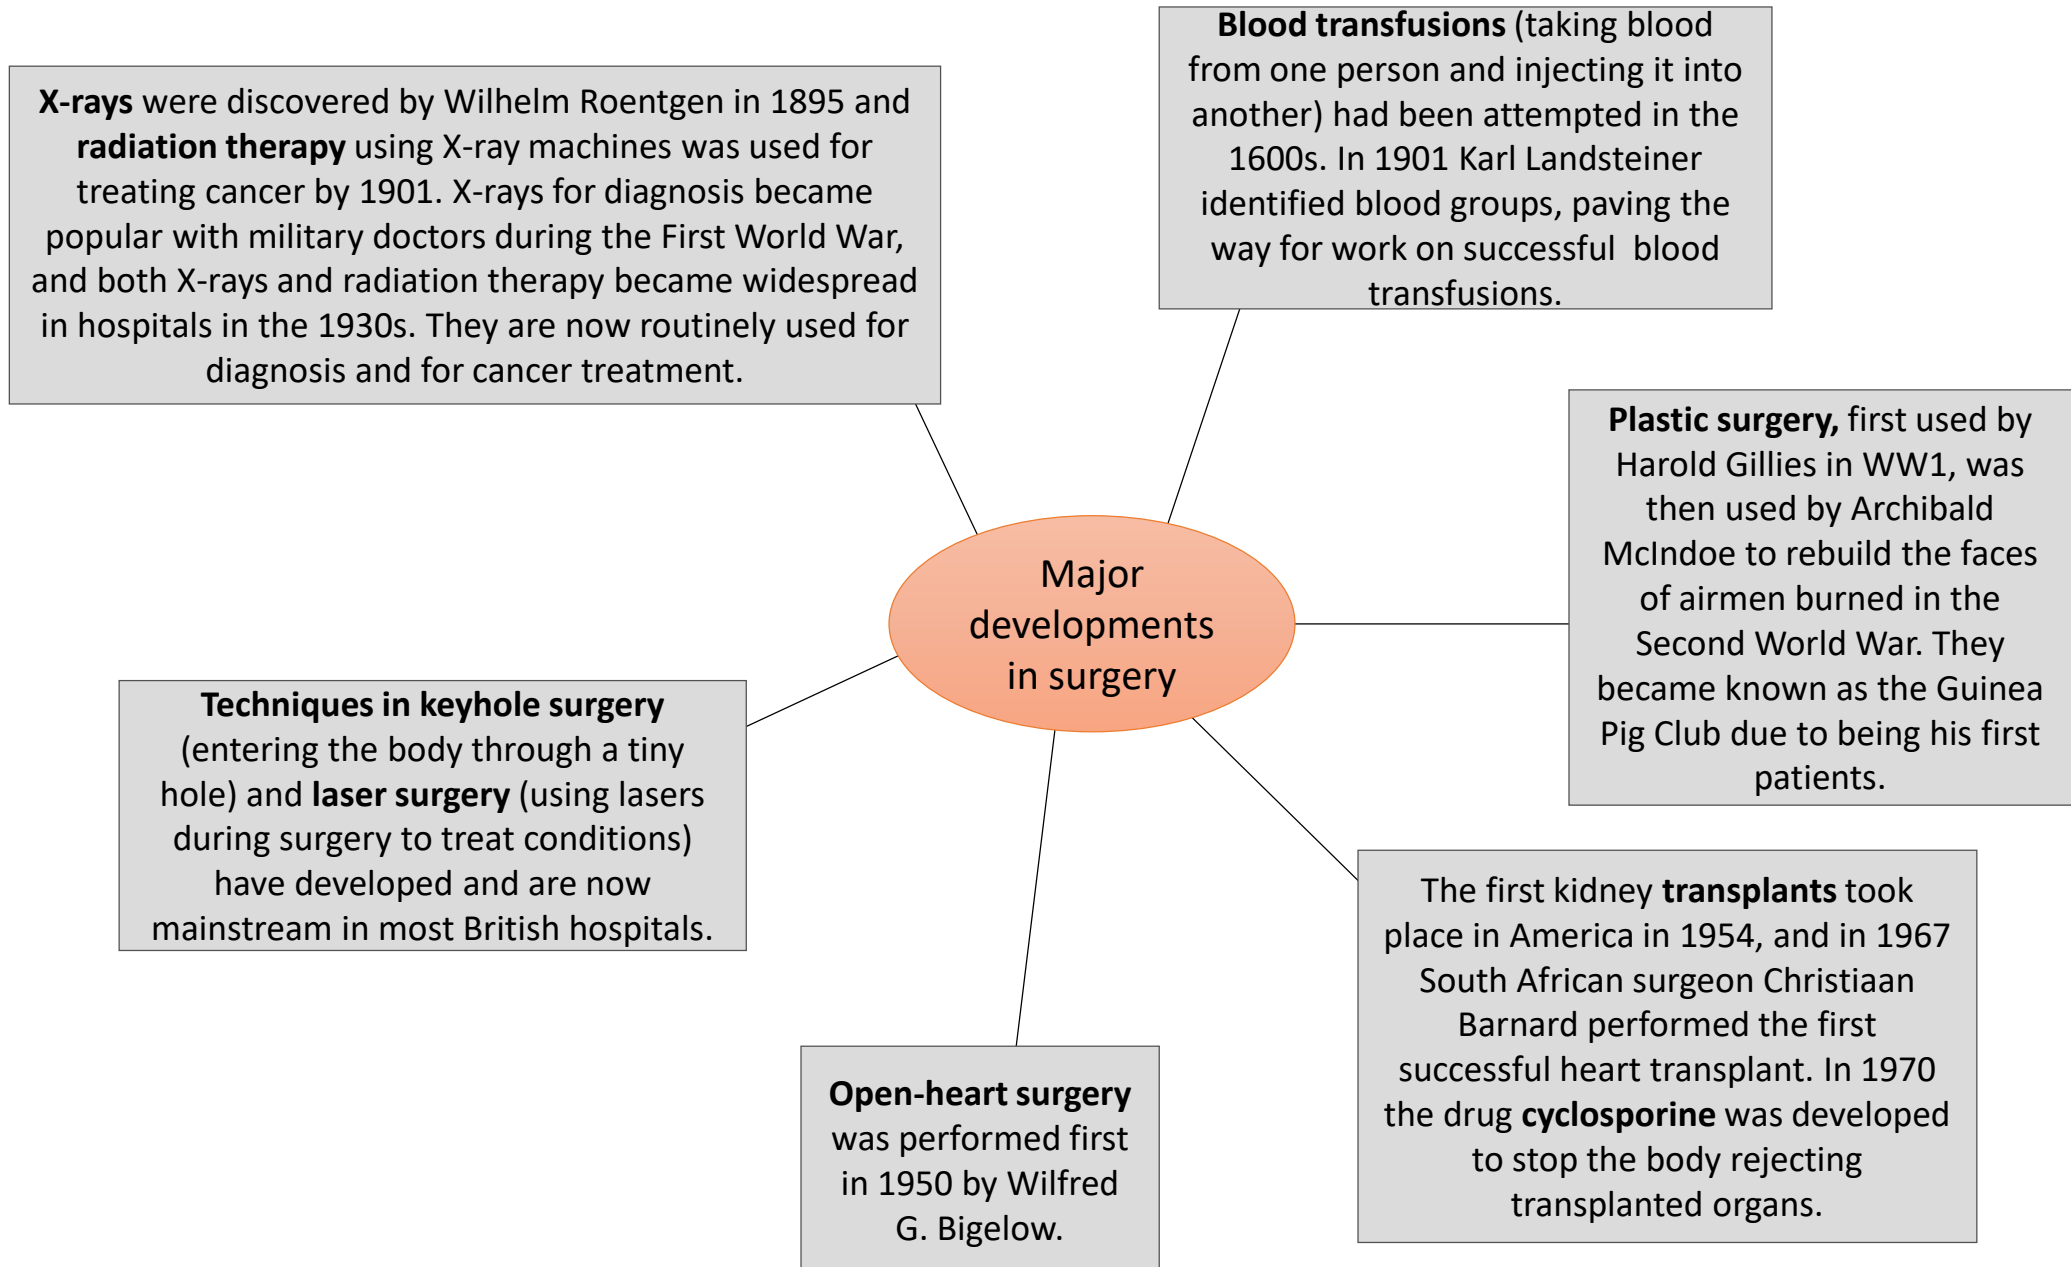 X-rays were discovered by Wilhelm Roentgen in 1895 and
radiation therapy using X-ray machines was used for
treating cancer by 1901. X-rays for diagnosis became
popular with military doctors during the First World War,
and both X-rays and radiation therapy became widespread
in hospitals in the 1930s. They are now routinely used for
diagnosis and for cancer treatment.
Blood transfusions (taking blood
from one person and injecting it into
another) had been attempted in the
1600s. In 1901 Karl Landsteiner
identified blood groups, paving the
way for work on successful  blood
transfusions.
Plastic surgery, first used by
Harold Gillies in WW1, was
then used by Archibald
McIndoe to rebuild the faces
of airmen burned in the
Second World War. They
became known as the Guinea
Pig Club due to being his first
patients.
Major
developments
in surgery
Techniques in keyhole surgery
(entering the body through a tiny
hole) and laser surgery (using lasers
during surgery to treat conditions)
have developed and are now
mainstream in most British hospitals.
The first kidney transplants took
place in America in 1954, and in 1967
South African surgeon Christiaan
Barnard performed the first
successful heart transplant. In 1970
the drug cyclosporine was developed
to stop the body rejecting
transplanted organs.
Open-heart surgery
was performed first
in 1950 by Wilfred
G. Bigelow.